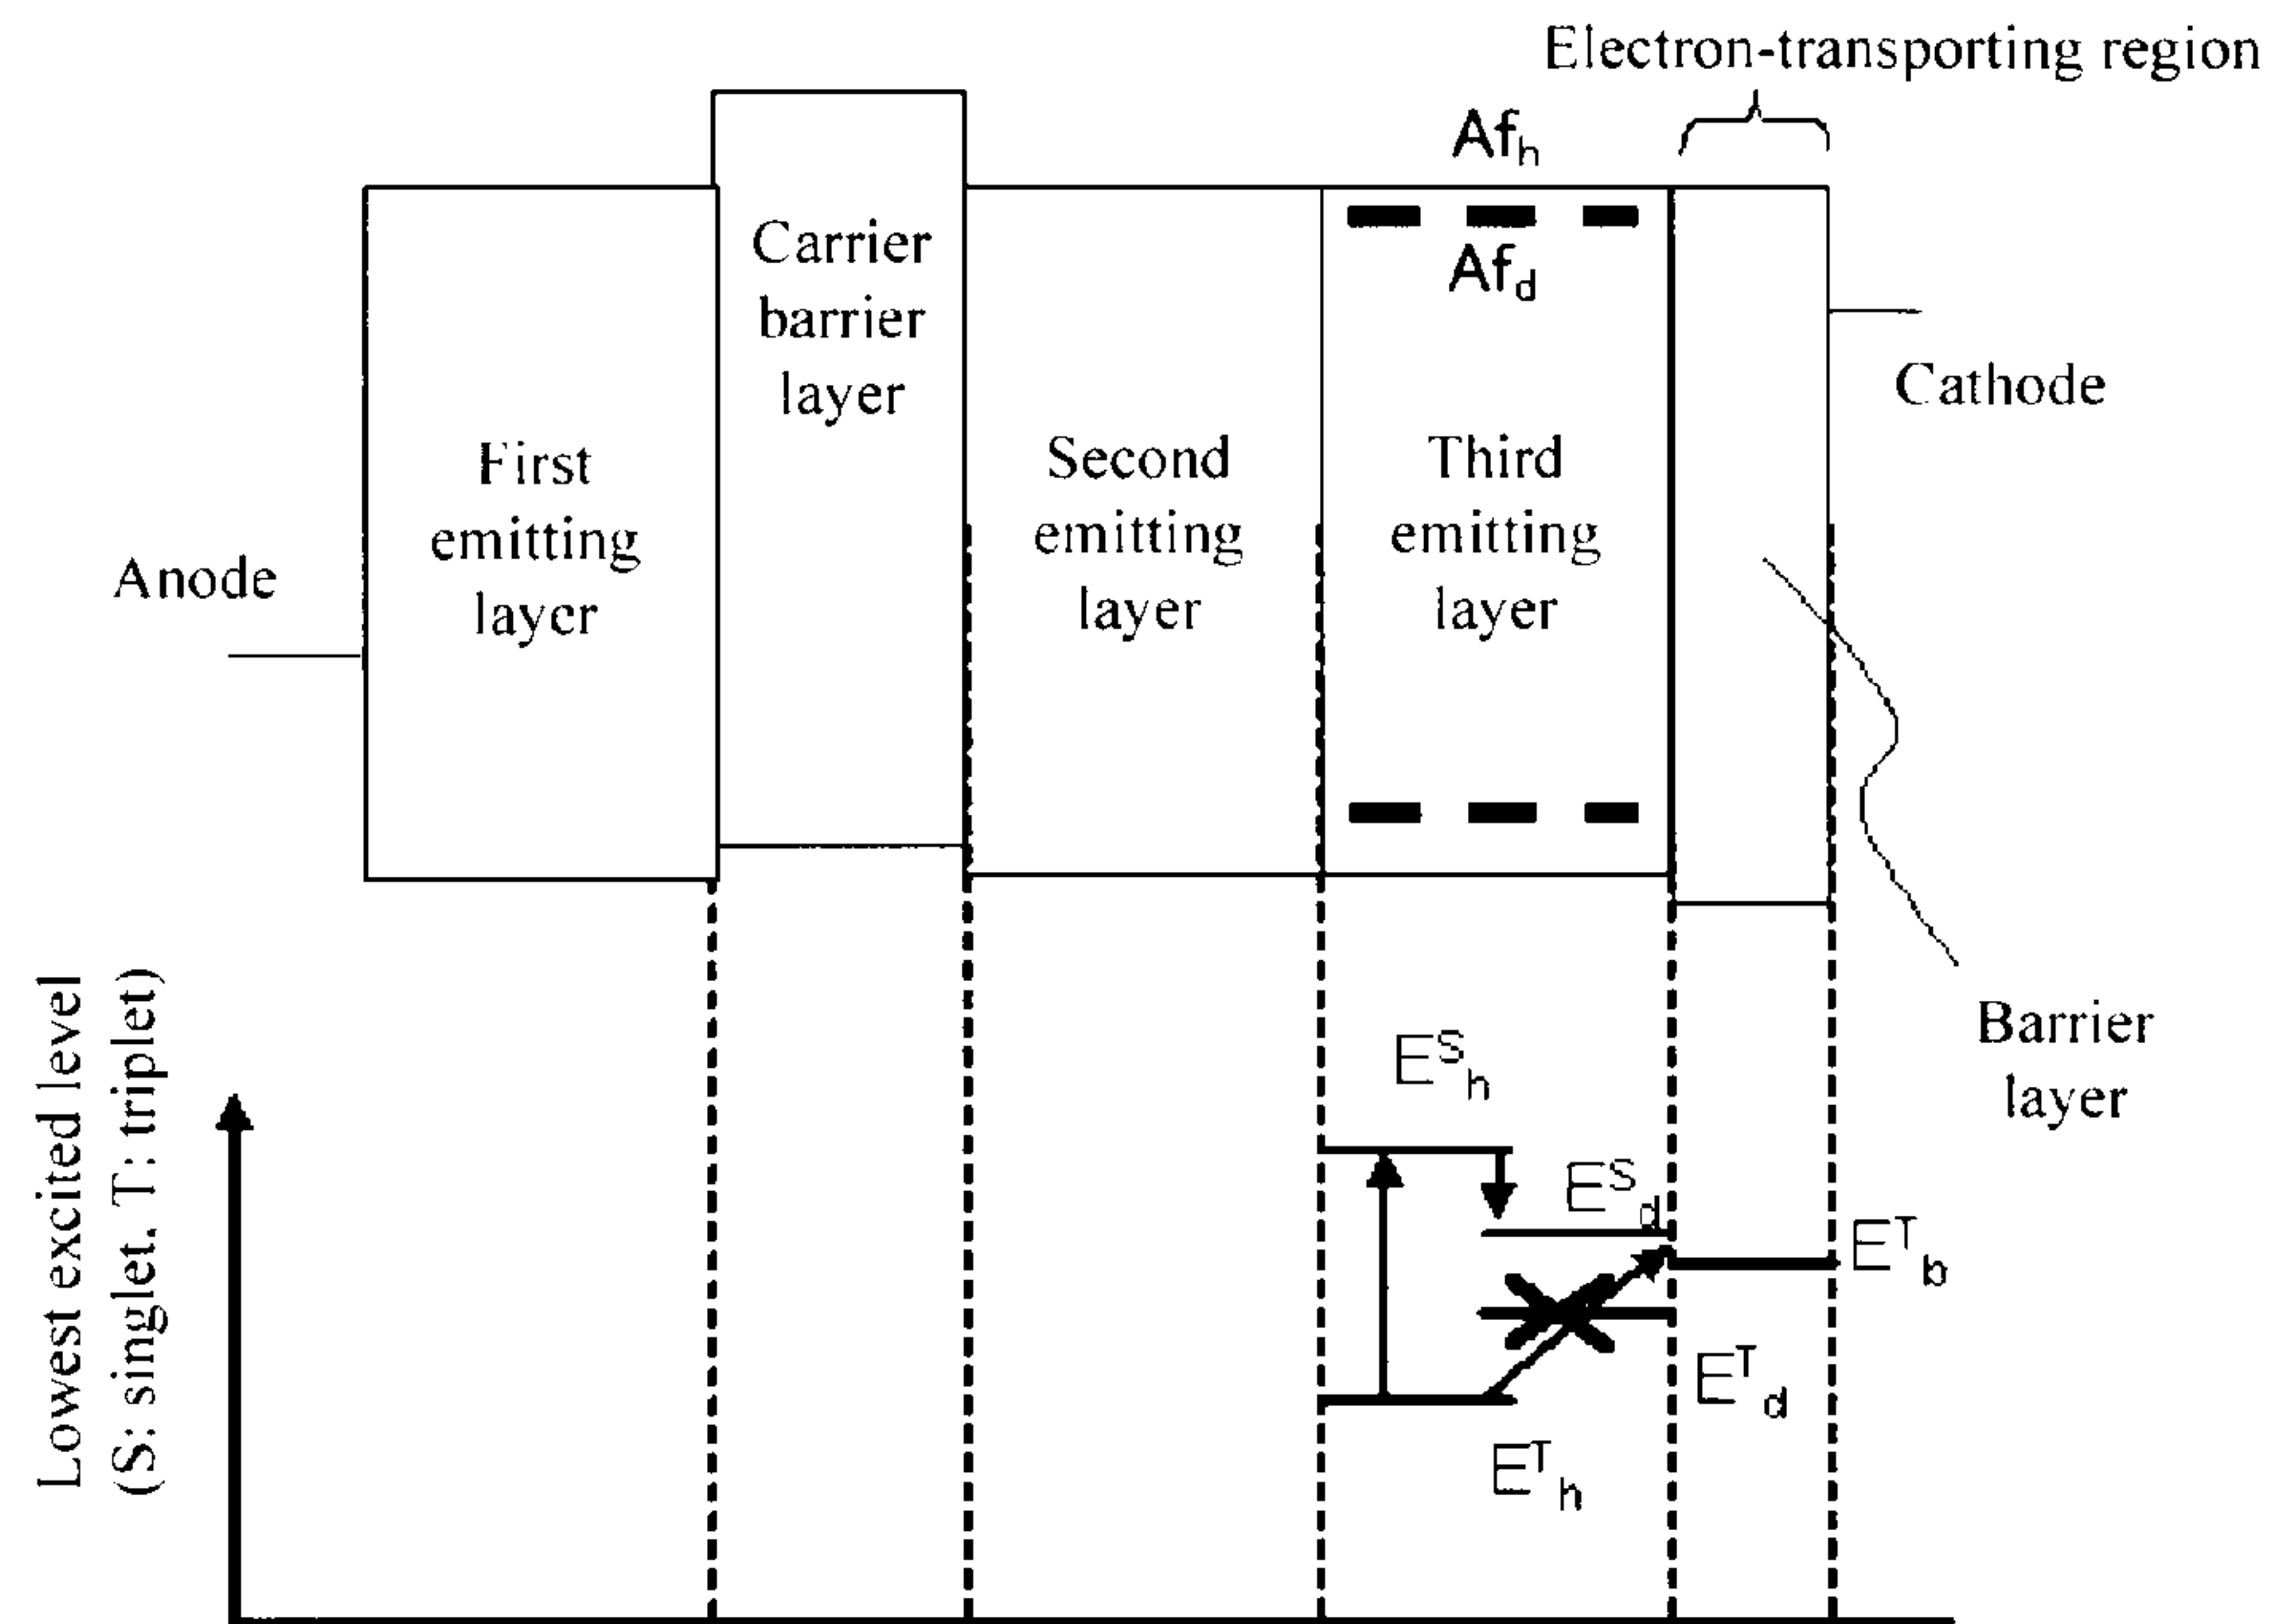 Electron-transporting region
Af_h
Carrier
barrier
layer
Af_d
Cathode
First
emitting
layer
Second
emitting
layer
Third
emitting
layer
Anode
Barrier
layer
Lowest excited level
(S: singlet, T: triplet)
E^S_h
E^S_d
E^T_b
E^T_d
E^T_h